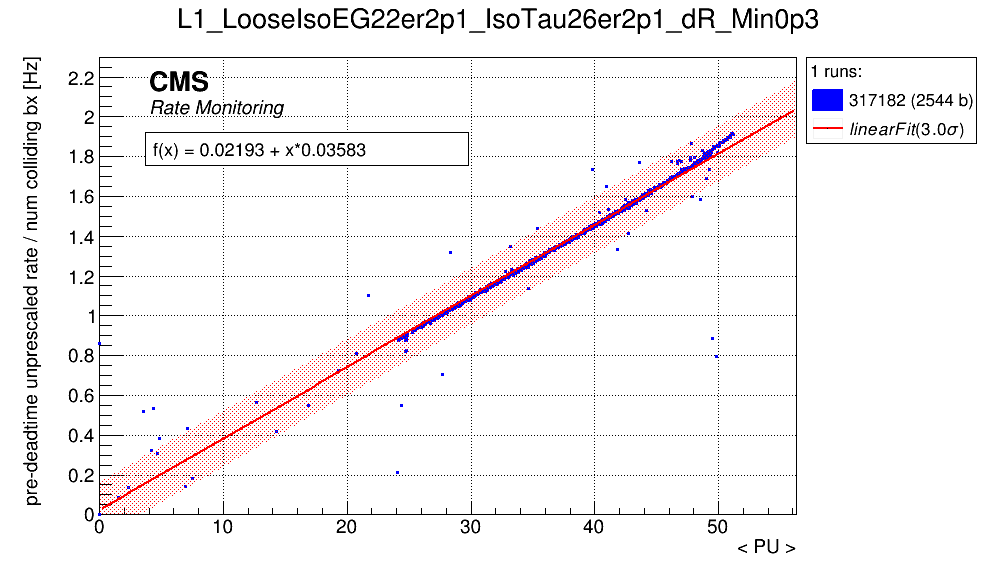 L1_LooseIsoEG22er2p1_IsoTau26er2p1_dR_Min0p3
pre-deadtime unprescaled rate / num colliding bx [Hz]
CMS
Rate Monitoring
f(x) = 0.02193 + x*0.03583
2.2
2
1.8
1.6
1.4
1.2
1
0.8
0.6
0.4
0.2
0
0 10 20 30 40 50
< PU >
1 runs:
317182 (2544 b)
linearFit(3.0σ)